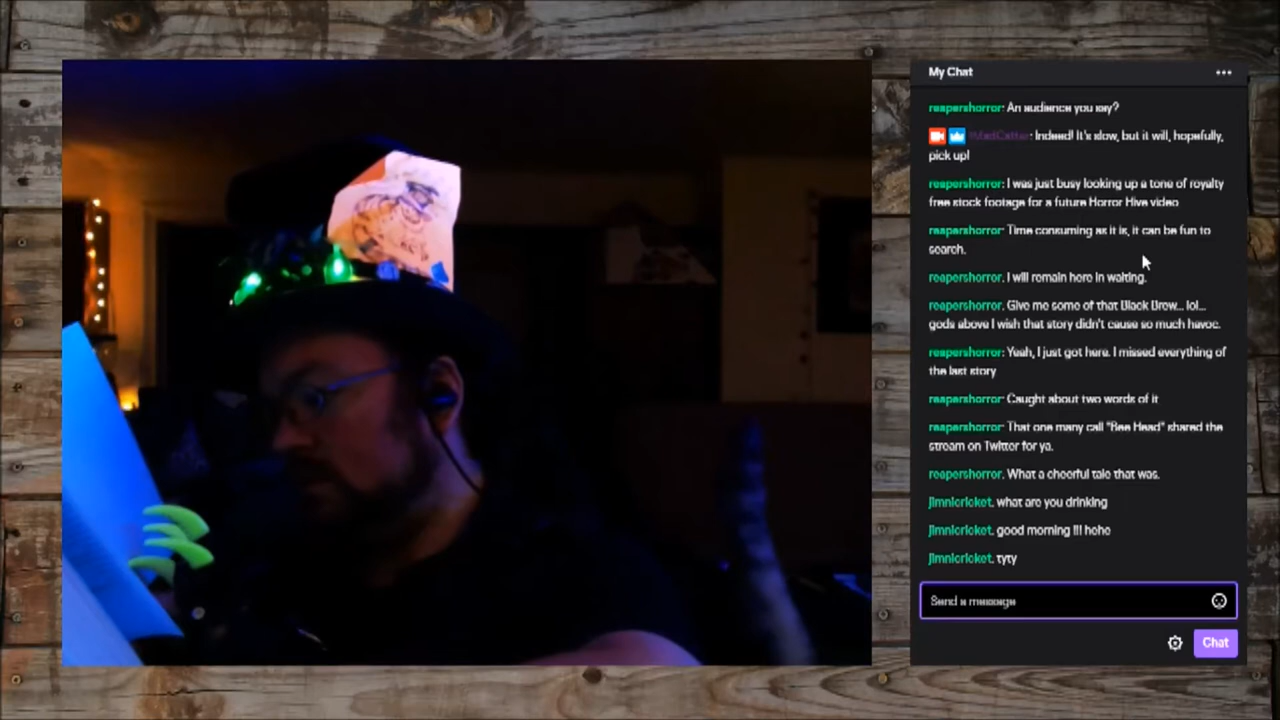 My Chat
reapershorror: An audience you say?
Indeed! It's slow, but it will, hopefully,
pick up!
reapershorror: I was just busy looking up a tone of royalty
free stock footage for a future Horror Hive video
reapershorror: Time consuming as it is, it can be fun to
search.
reapershorror: I will remain here in waiting.
reapershorror: Give me some of that Black Brew... lol...
gods above I wish that story didn't cause so much havoc.
reapershorror: Yeah, I just got here. I missed everything of
the last story
reapershorror: Caught about two words of it
reapershorror: That one many call "Bee Head" shared the
stream on Twitter for ya.
reapershorror: What a cheerful tale that was.
jimnicricket: what are you drinking
jimnicricket: good morning !!! hehe
jimnicricket: tyty
Send a message
Chat